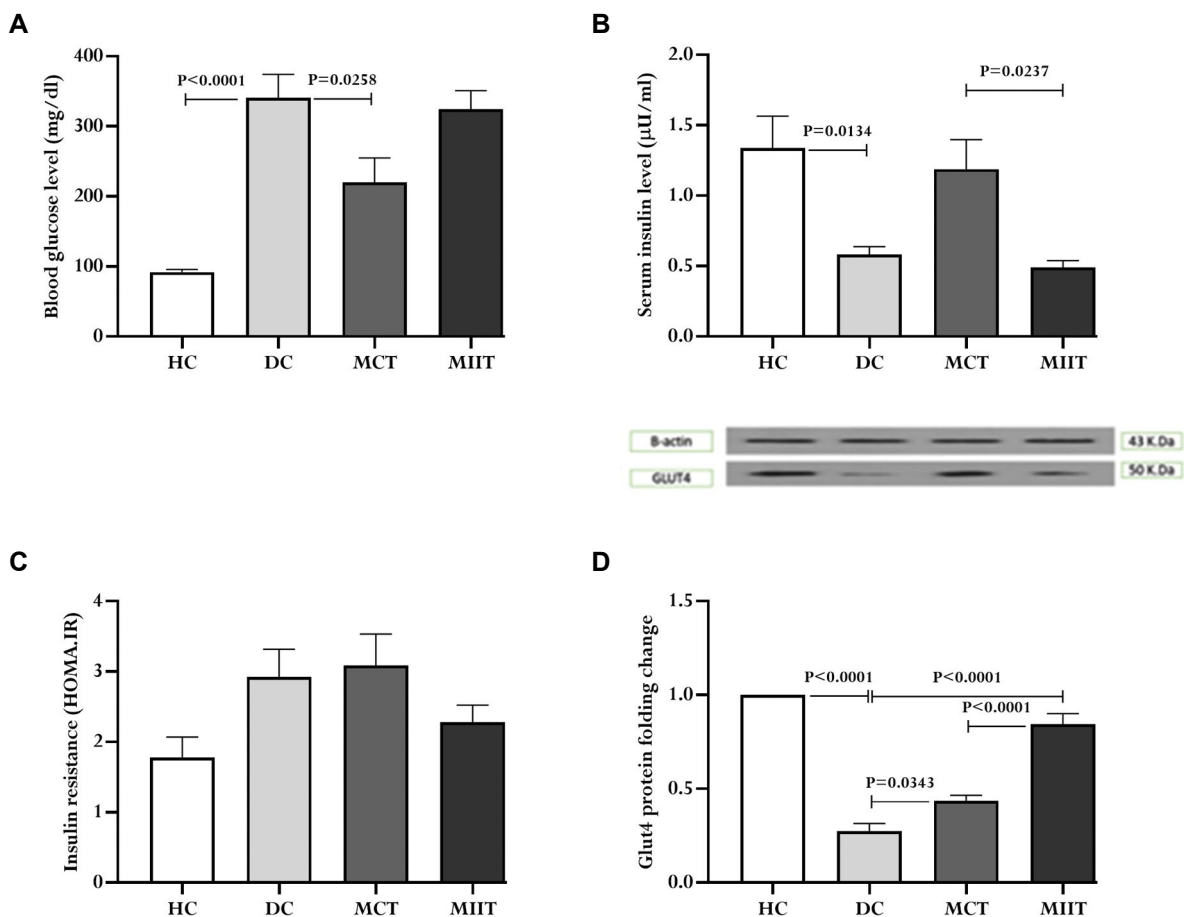 A
Blood glucose level (mg/dl)
400
300
200
100
0
P<0.0001
P=0.0258
HC
DC
MCT
MIIT
B
Serum insulin level (µU/ml)
2.0
1.5
1.0
0.5
0.0
P=0.0134
P=0.0237
HC
DC
MCT
MIIT
B-actin
43 K.Da
GLUT4
50 K.Da
C
Insulin resistance (HOMA.IR)
4
3
2
1
0
HC
DC
MCT
MIIT
D
Glut4 protein folding change
1.5
1.0
0.5
0.0
P<0.0001
P<0.0001
P<0.0001
P=0.0343
HC
DC
MCT
MIIT